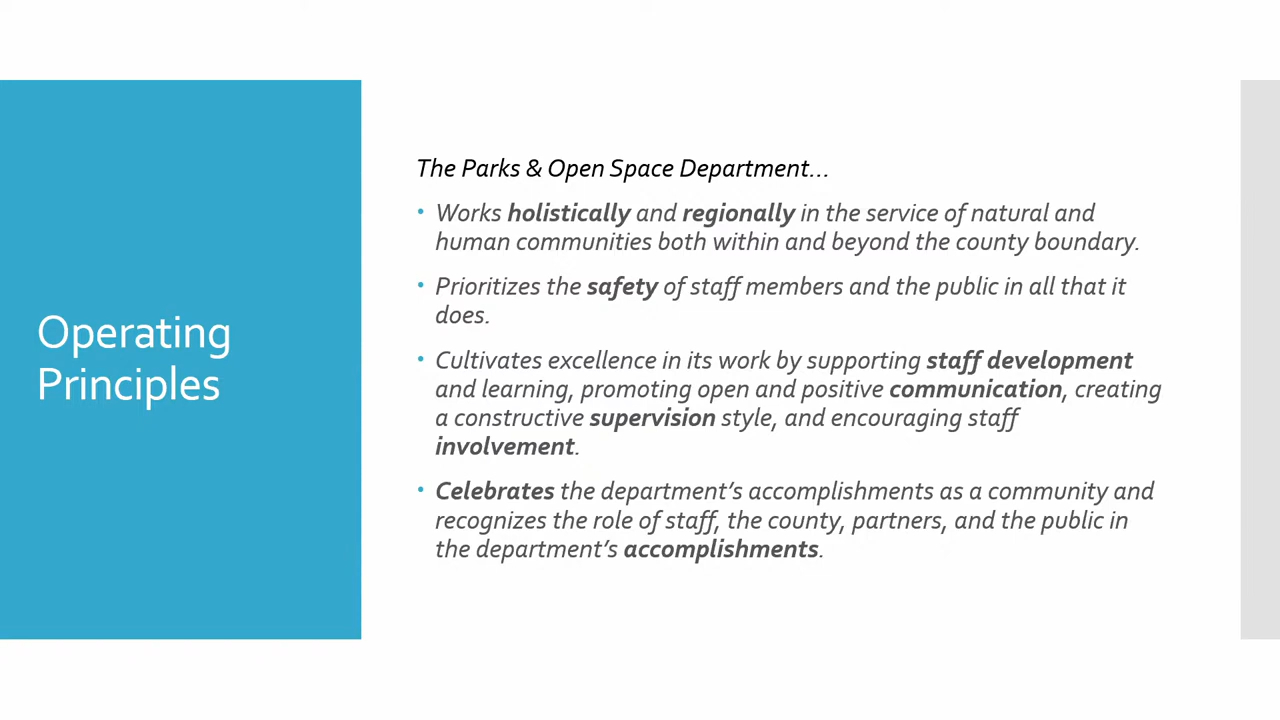 Operating
Principles
The Parks & Open Space Department...
• Works holistically and regionally in the service of natural and
human communities both within and beyond the county boundary.
• Prioritizes the safety of staff members and the public in all that it
does.
• Cultivates excellence in its work by supporting staff development
and learning, promoting open and positive communication, creating
a constructive supervision style, and encouraging staff
involvement.
• Celebrates the department’s accomplishments as a community and
recognizes the role of staff, the county, partners, and the public in
the department’s accomplishments.